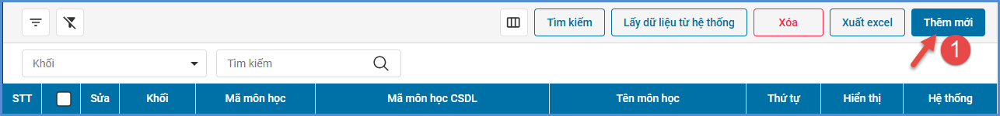 Tìm kiếm Lấy dữ liệu từ hệ thống Xóa Xuất excel Thêm mới
1
Khối Tìm kiếm
STT Sửa Khối Mã môn học Mã môn học CSDL Tên môn học Thứ tự Hiển thị Hệ thống